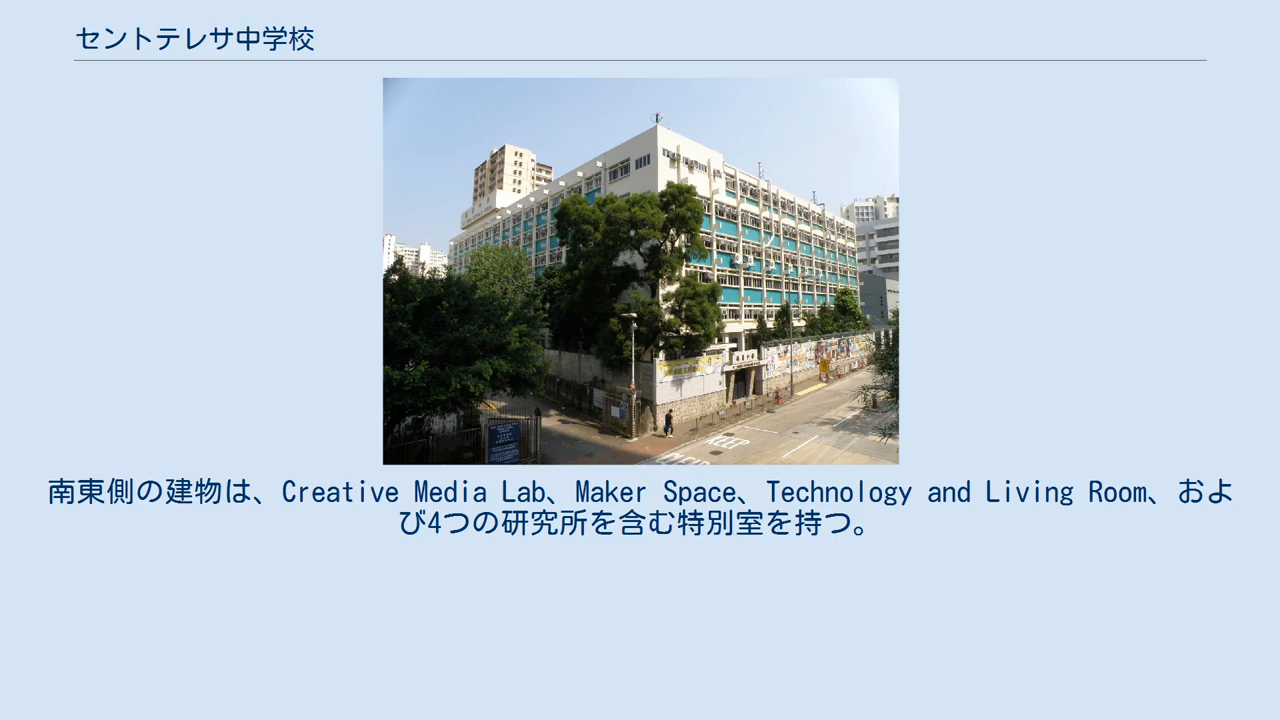 セントテレサ中学校
KEEP
南東側の建物は、Creative Media Lab、Maker Space、Technology and Living Room、およ
び4つの研究所を含む特別室を持つ。